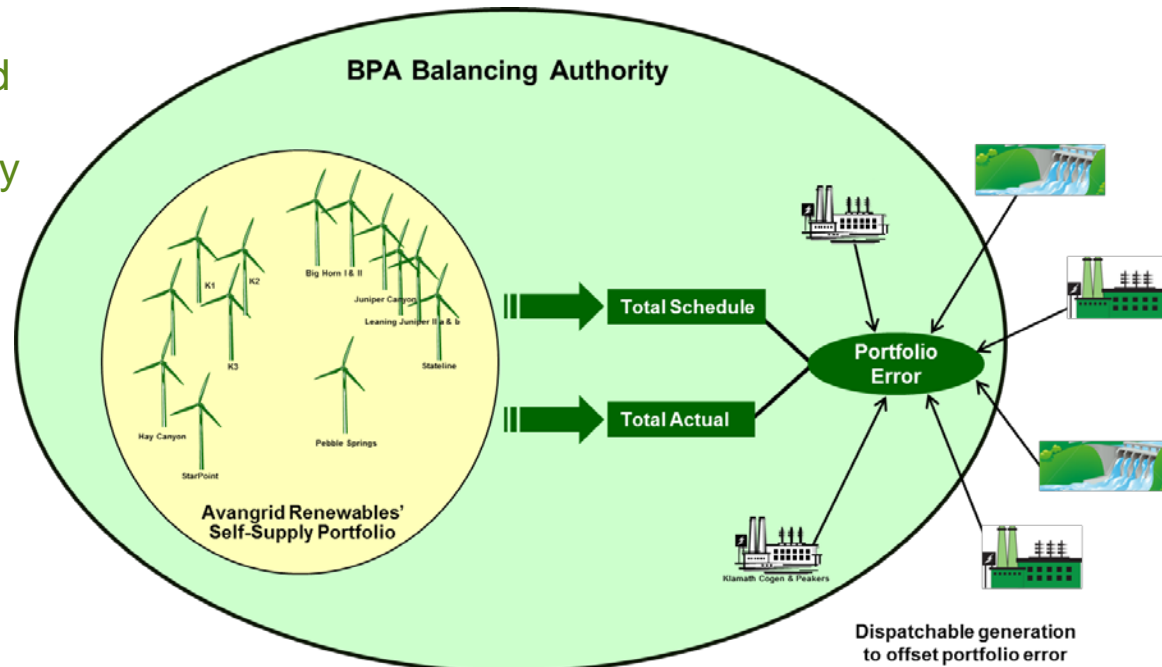 d
y
BPA Balancing Authority
K1
K2
Big Horn I & II
Juniper Canyon
Leaning Juniper II a & b
K3
Stateline
Hay Canyon
Pebble Springs
StarPoint
Avangrid Renewables'
Self-Supply Portfolio
Total Schedule
Total Actual
Portfolio
Error
Klamath Cogen & Peakers
Dispatchable generation
to offset portfolio error